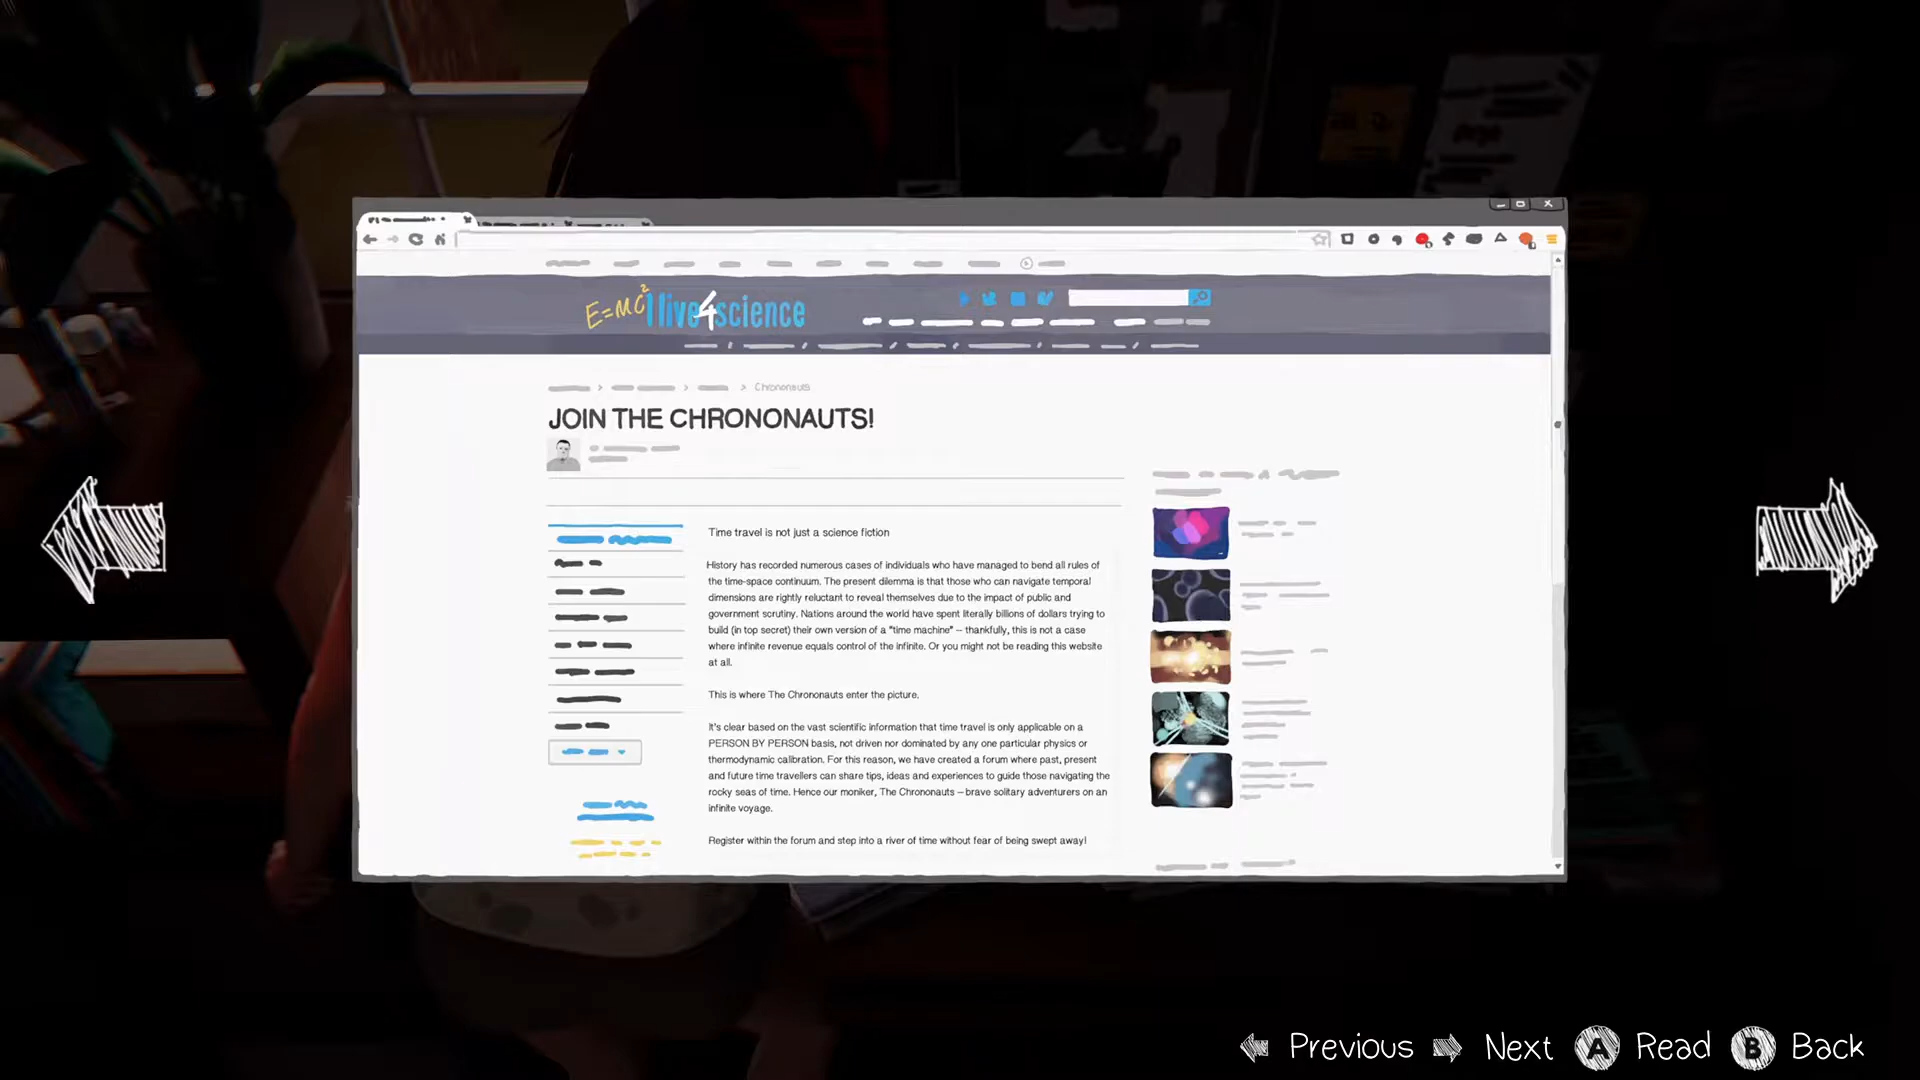 E=MC²
I live4science
Chrononauts
JOIN THE CHRONONAUTS!
Time travel is not just a science fiction
History has recorded numerous cases of individuals who have managed to bend all rules of
the time-space continuum. The present dilemma is that those who can navigate temporal
dimensions are rightly reluctant to reveal themselves due to the impact of public and
government scrutiny. Nations around the world have spent literally billions of dollars trying to
build (in top secret) their own version of a "time machine" – thankfully, this is not a case
where infinite revenue equals control of the infinite. Or you might not be reading this website
at all.
This is where The Chrononauts enter the picture.
It's clear based on the vast scientific information that time travel is only applicable on a
PERSON BY PERSON basis, not driven nor dominated by any one particular physics or
thermodynamic calibration. For this reason, we have created a forum where past, present
and future time travellers can share tips, ideas and experiences to guide those navigating the
rocky seas of time. Hence our moniker, The Chrononauts – brave solitary adventurers on an
infinite voyage.
Register within the forum and step into a river of time without fear of being swept away!
Previous Next A Read B Back